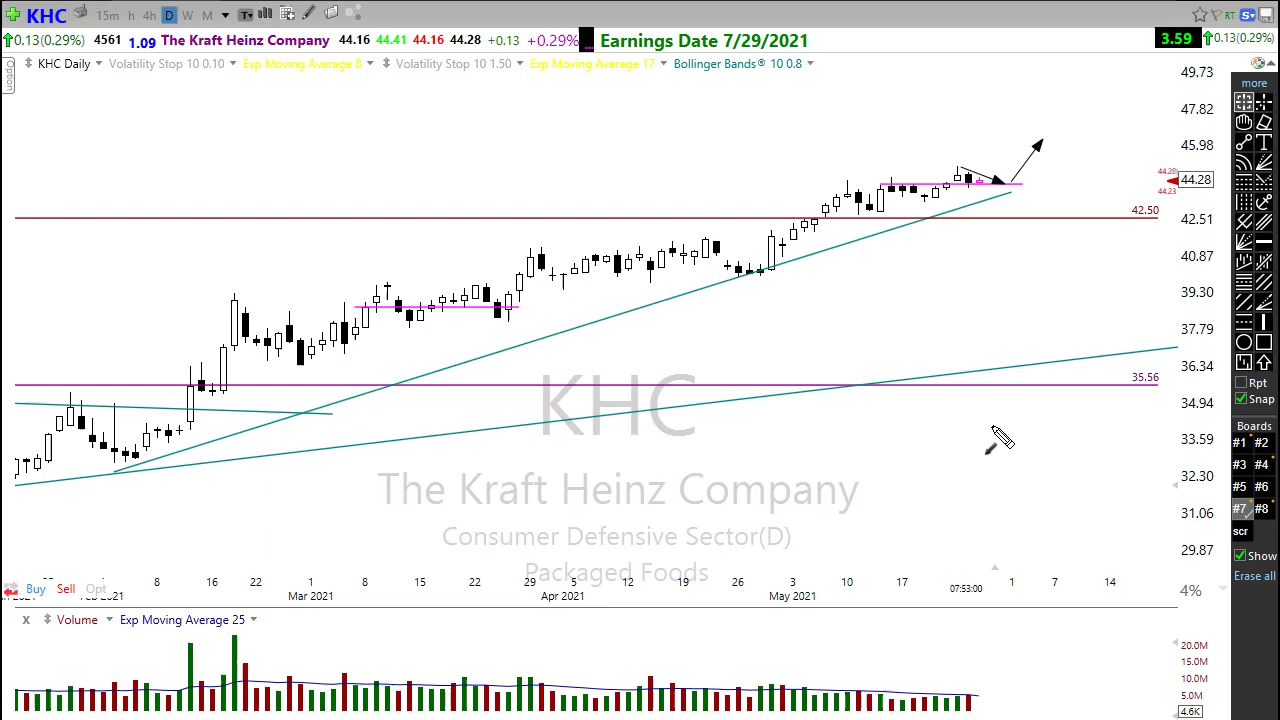 KHC 15m h 4h D W M T RT S
0.13(0.29%) 4561 1.09 The Kraft Heinz Company 44.16 44.41 44.16 44.28 +0.13 +0.29% Earnings Date 7/29/2021 3.59 0.13(0.29%)
Option
KHC Daily Volatility Stop 10 0.10 Exp Moving Average 8 Volatility Stop 10 1.50 Exp Moving Average 17 Bollinger Bands® 10 0.8
49.73
47.82
45.98
44.28
44.23
44.28
42.50
42.51
40.87
39.30
37.79
36.34
35.56
34.94
33.59
32.30
31.06
29.87
KHC
The Kraft Heinz Company
Consumer Defensive Sector(D)
Packaged Foods
more
T
Rpt
Snap
Boards
#1 #2
#3 #4
#5 #6
#7 #8
scr
Show
Erase all
8 16 22 1 8 15 22 29 5 12 19 26 3 10 17 07:53:00 1 7 14
Buy Sell Opt
2021 Mar 2021 Apr 2021 May 2021
4%
x Volume Exp Moving Average 25
20.0M
15.0M
10.0M
5.0M
4.6K